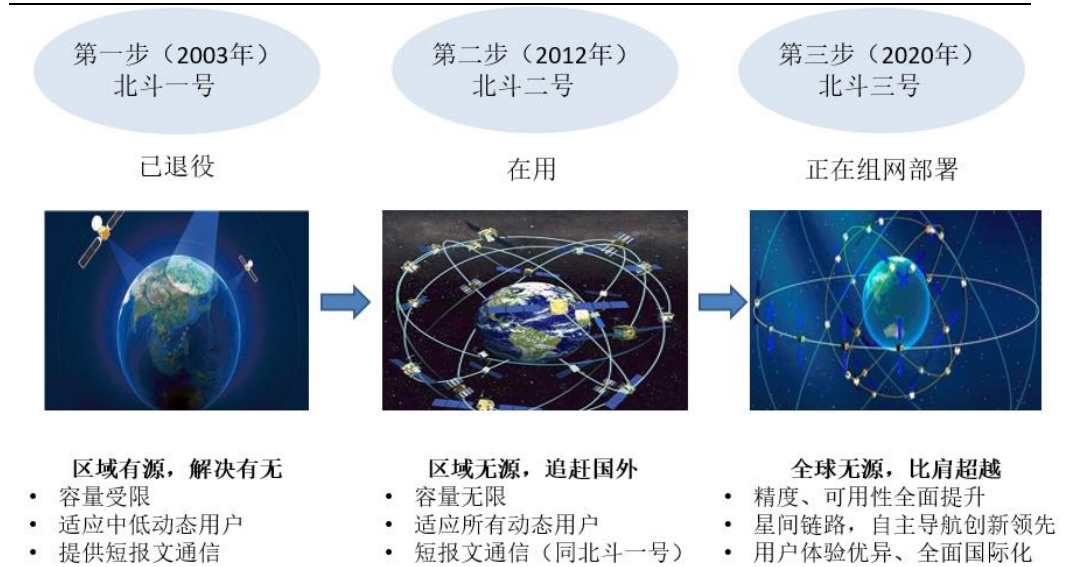 第一步（2003年）
北斗一号
已退役
区域有源，解决有无
• 容量受限
• 适应中低动态用户
• 提供短报文通信
第二步（2012年）
北斗二号
在用
区域无源，追赶国外
• 容量无限
• 适应所有动态用户
• 短报文通信（同北斗一号）
第三步（2020年）
北斗三号
正在组网部署
全球无源，比肩超越
• 精度、可用性全面提升
• 星间链路，自主导航创新领先
• 用户体验优异、全面国际化